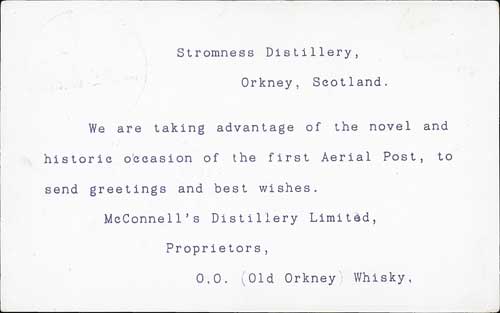 Stromness Distillery,
Orkney, Scotland.
We are taking advantage of the novel and
historic occasion of the first Aerial Post, to
send greetings and best wishes.
McConnell's Distillery Limited,
Proprietors,
O.O. (Old Orkney) Whisky.